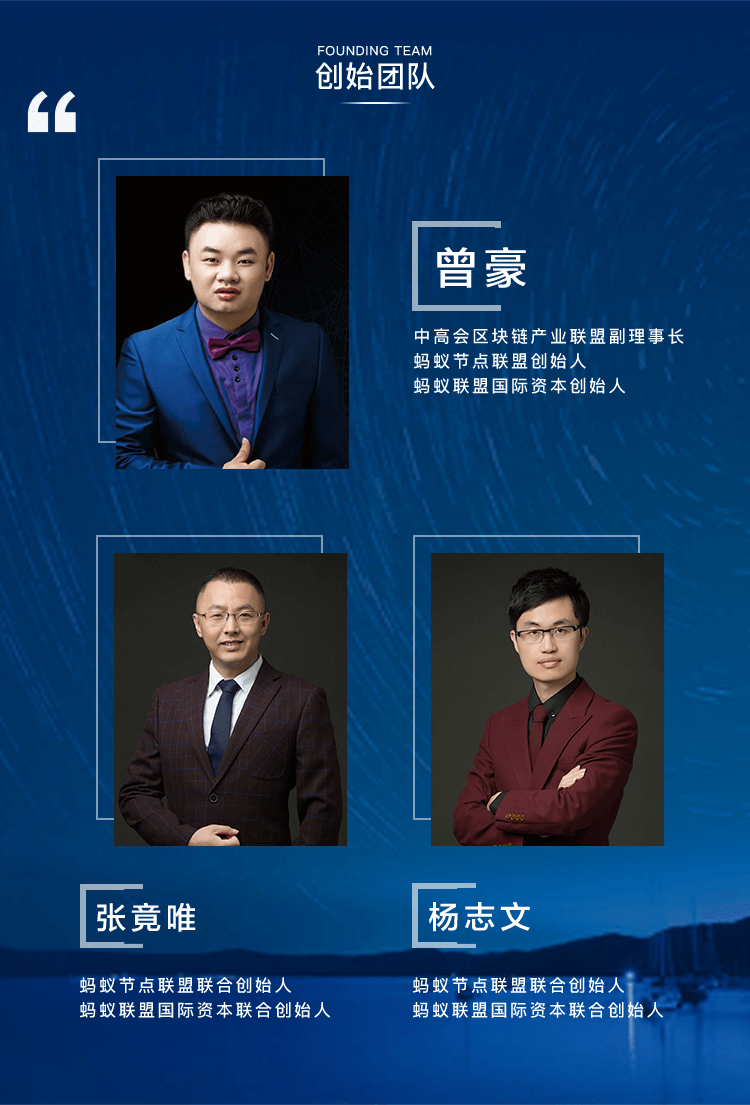 FOUNDING TEAM
创始团队
曾豪
中高会区块链产业联盟副理事长
蚂蚁节点联盟创始人
蚂蚁联盟国际资本创始人
张竟唯
蚂蚁节点联盟联合创始人
蚂蚁联盟国际资本联合创始人
杨志文
蚂蚁节点联盟联合创始人
蚂蚁联盟国际资本联合创始人